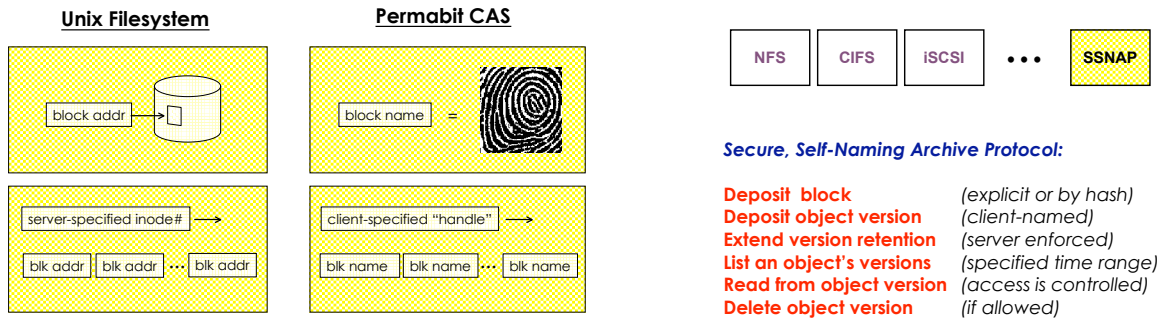 Unix Filesystem
block addr
server-specified inode#
blk addr blk addr ••• blk addr
Permabit CAS
block name =
client-specified “handle”
blk name blk name ••• blk name
NFS CIFS iSCSI ••• SSNAP
Secure, Self-Naming Archive Protocol:
Deposit block (explicit or by hash)
Deposit object version (client-named)
Extend version retention (server enforced)
List an object’s versions (specified time range)
Read from object version (access is controlled)
Delete object version (if allowed)